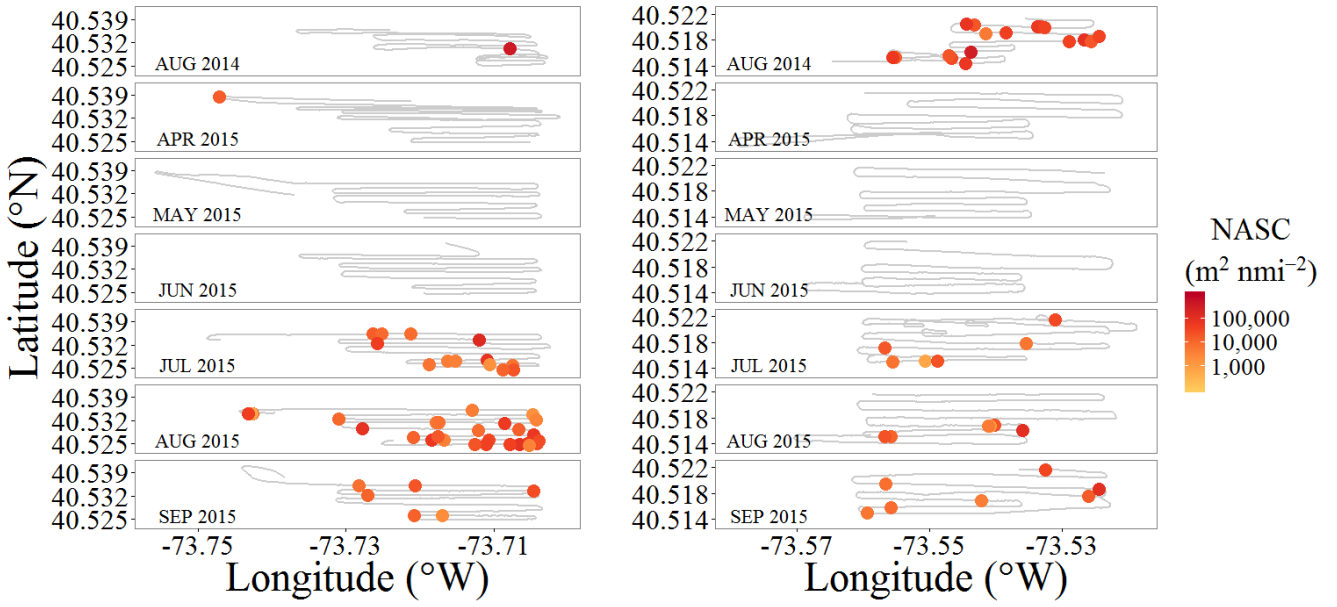 Latitude (°N)
40.539
40.532
40.525
AUG 2014
40.539
40.532
40.525
APR 2015
40.539
40.532
40.525
MAY 2015
40.539
40.532
40.525
JUN 2015
40.539
40.532
40.525
JUL 2015
40.539
40.532
40.525
AUG 2015
40.539
40.532
40.525
SEP 2015
-73.75 -73.73 -73.71
Longitude (°W)
40.522
40.518
40.514
AUG 2014
40.522
40.518
40.514
APR 2015
40.522
40.518
40.514
MAY 2015
40.522
40.518
40.514
JUN 2015
40.522
40.518
40.514
JUL 2015
40.522
40.518
40.514
AUG 2015
40.522
40.518
40.514
SEP 2015
-73.57 -73.55 -73.53
Longitude (°W)
NASC
(m² nmi⁻²)
100,000
10,000
1,000